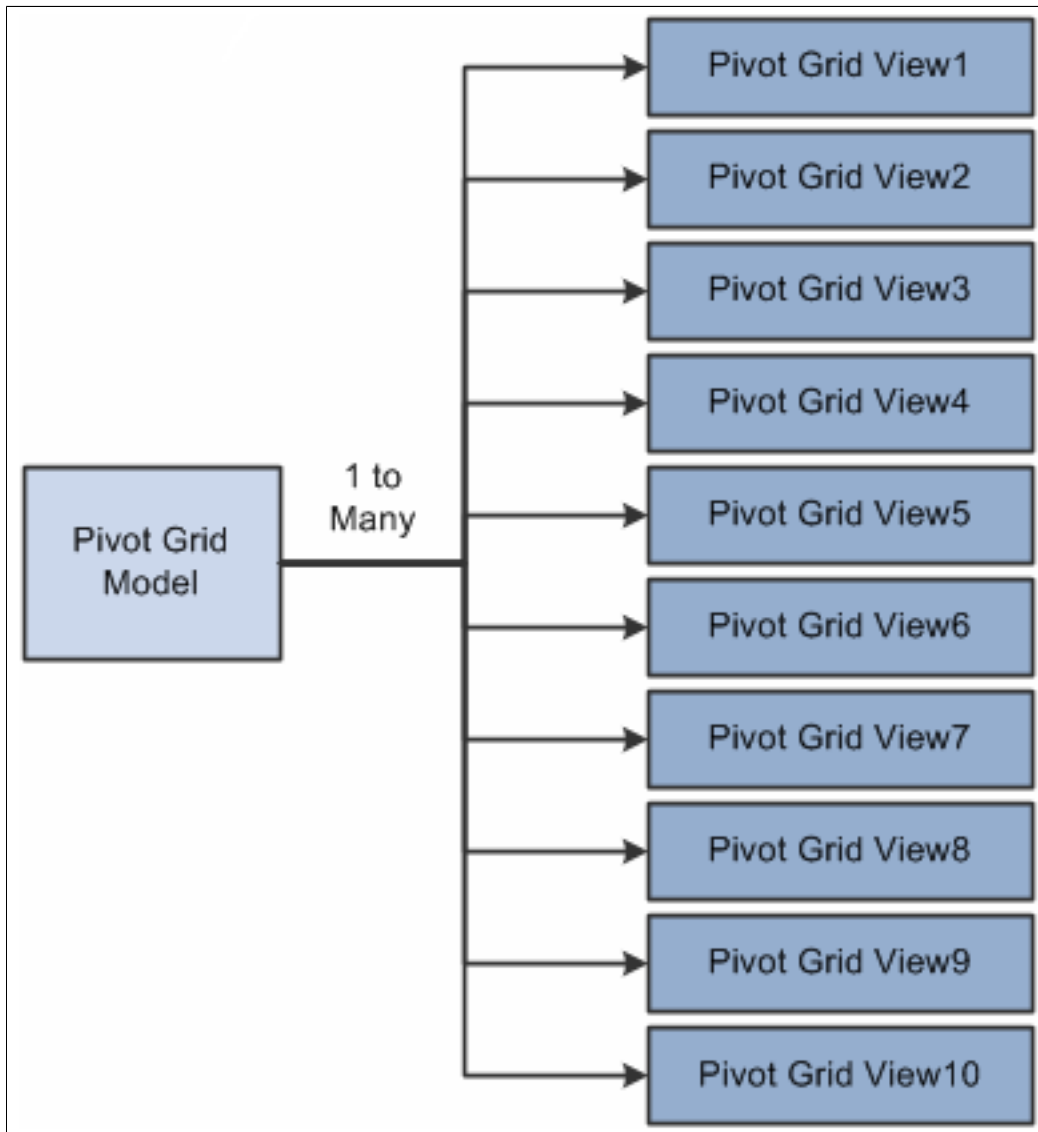 Pivot Grid
Model
1 to
Many
Pivot Grid View1
Pivot Grid View2
Pivot Grid View3
Pivot Grid View4
Pivot Grid View5
Pivot Grid View6
Pivot Grid View7
Pivot Grid View8
Pivot Grid View9
Pivot Grid View10